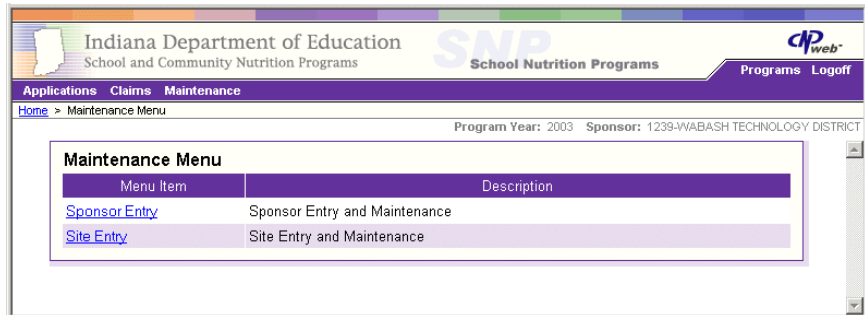 Indiana Department of Education
School and Community Nutrition Programs
SNP
School Nutrition Programs
CNPweb
Programs Logoff
Applications Claims Maintenance
Home > Maintenance Menu
Program Year: 2003 Sponsor: 1239-WABASH TECHNOLOGY DISTRICT
Maintenance Menu
Menu Item Description
Sponsor Entry Sponsor Entry and Maintenance
Site Entry Site Entry and Maintenance